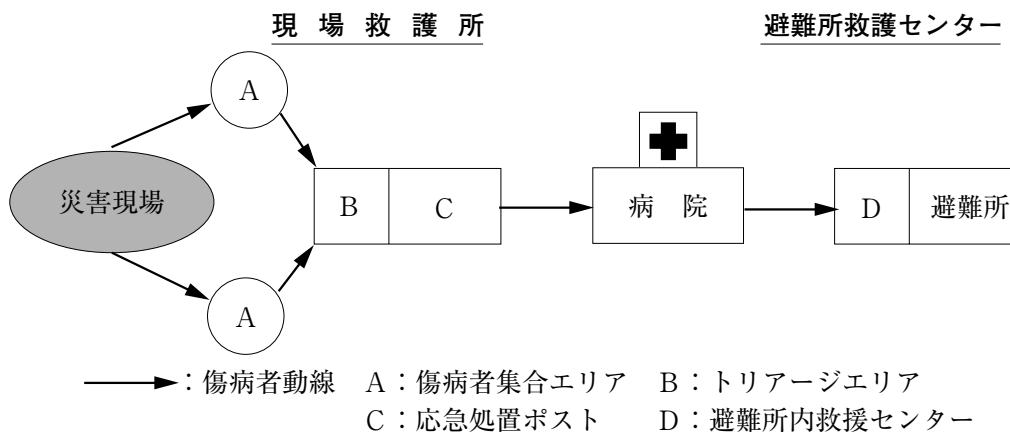 現場救護所
避難所救護センター
A
災害現場
B
C
病院
D
避難所
A
：傷病者動線 A：傷病者集合エリア B：トリアージエリア
C：応急処置ポスト D：避難所内救援センター